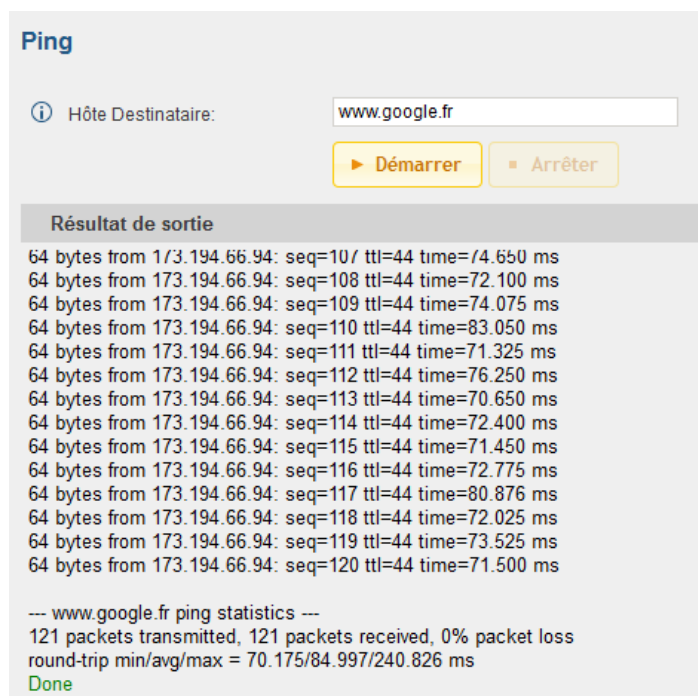 Ping
Hôte Destinataire:
www.google.fr
Démarrer
Arrêter
Résultat de sortie
64 bytes from 173.194.66.94: seq=107 ttl=44 time=74.650 ms
64 bytes from 173.194.66.94: seq=108 ttl=44 time=72.100 ms
64 bytes from 173.194.66.94: seq=109 ttl=44 time=74.075 ms
64 bytes from 173.194.66.94: seq=110 ttl=44 time=83.050 ms
64 bytes from 173.194.66.94: seq=111 ttl=44 time=71.325 ms
64 bytes from 173.194.66.94: seq=112 ttl=44 time=76.250 ms
64 bytes from 173.194.66.94: seq=113 ttl=44 time=70.650 ms
64 bytes from 173.194.66.94: seq=114 ttl=44 time=72.400 ms
64 bytes from 173.194.66.94: seq=115 ttl=44 time=71.450 ms
64 bytes from 173.194.66.94: seq=116 ttl=44 time=72.775 ms
64 bytes from 173.194.66.94: seq=117 ttl=44 time=80.876 ms
64 bytes from 173.194.66.94: seq=118 ttl=44 time=72.025 ms
64 bytes from 173.194.66.94: seq=119 ttl=44 time=73.525 ms
64 bytes from 173.194.66.94: seq=120 ttl=44 time=71.500 ms
--- www.google.fr ping statistics ---
121 packets transmitted, 121 packets received, 0% packet loss
round-trip min/avg/max = 70.175/84.997/240.826 ms
Done